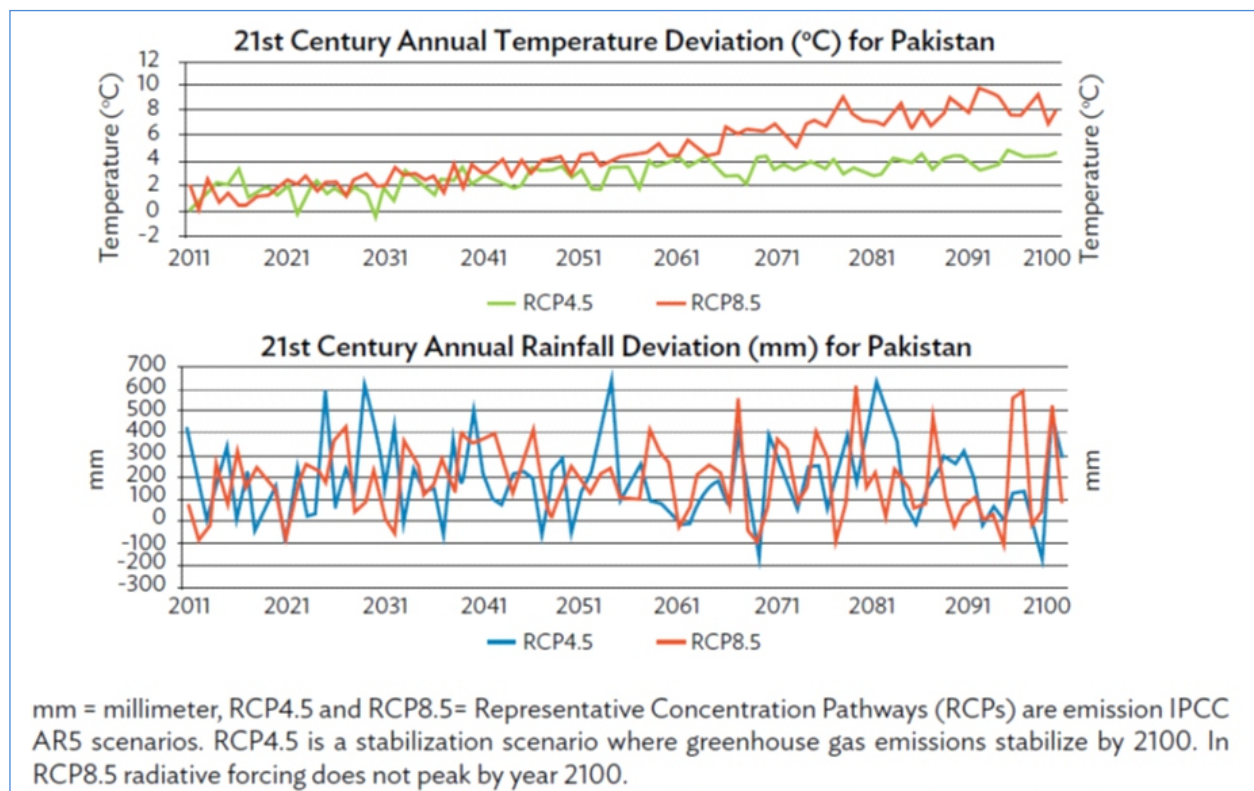 21st Century Annual Temperature Deviation (°C) for Pakistan
Temperature (°C)
12
10
8
6
4
2
0
-2
Temperature (°C)
2011 2021 2031 2041 2051 2061 2071 2081 2091 2100
RCP4.5 RCP8.5
21st Century Annual Rainfall Deviation (mm) for Pakistan
mm
700
600
500
400
300
200
100
0
-100
-200
-300
mm
2011 2021 2031 2041 2051 2061 2071 2081 2091 2100
RCP4.5 RCP8.5
mm = millimeter, RCP4.5 and RCP8.5= Representative Concentration Pathways (RCPs) are emission IPCC
AR5 scenarios. RCP4.5 is a stabilization scenario where greenhouse gas emissions stabilize by 2100. In
RCP8.5 radiative forcing does not peak by year 2100.